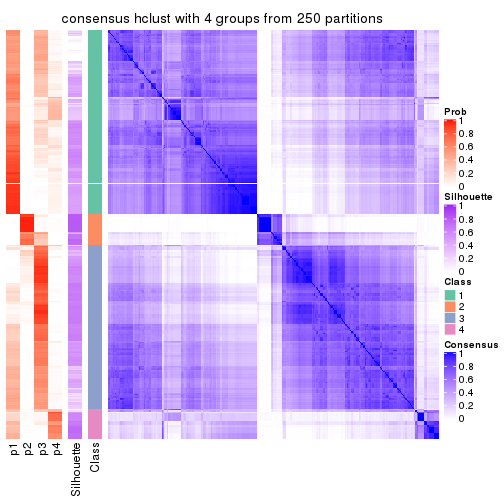 consensus hclust with 4 groups from 250 partitions
Prob
1
0.8
0.6
0.4
0.2
0
Silhouette
1
0.8
0.6
0.4
0.2
0
Class
1
2
3
4
Consensus
1
0.8
0.6
0.4
0.2
0
p1
p2
p3
p4
Silhouette
Class